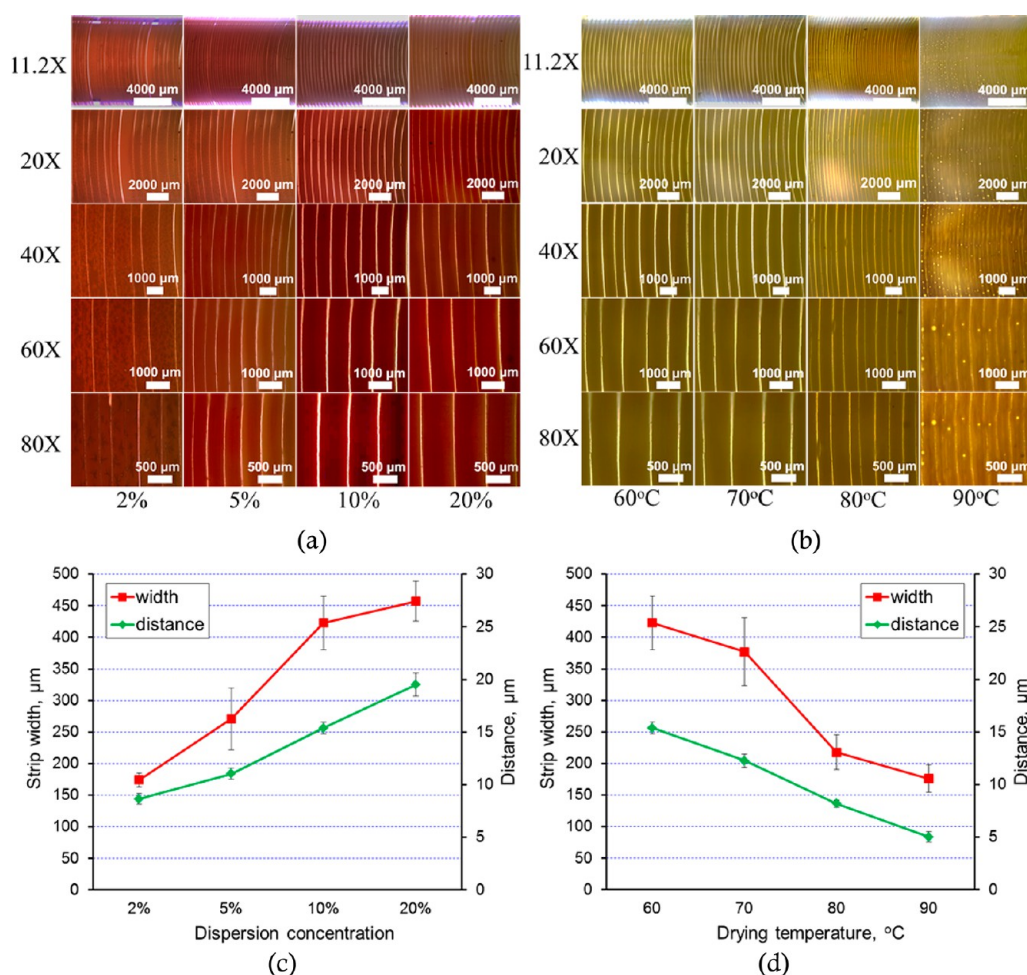 11.2X
4000 µm 4000 µm 4000 µm 4000 µm
20X
2000 µm 2000 µm 2000 µm 2000 µm
40X
1000 µm 1000 µm 1000 µm 1000 µm
60X
1000 µm 1000 µm 1000 µm 1000 µm
80X
500 µm 500 µm 500 µm 500 µm
2% 5% 10% 20%
(a)
11.2X
4000 µm 4000 µm 4000 µm 4000 µm
20X
2000 µm 2000 µm 2000 µm 2000 µm
40X
1000 µm 1000 µm 1000 µm 1000 µm
60X
1000 µm 1000 µm 1000 µm 1000 µm
80X
500 µm 500 µm 500 µm 500 µm
60°C 70°C 80°C 90°C
(b)
500
450
400
350
300
250
200
150
100
50
0
Strip width, µm
width
distance
30
25
20
15
10
5
0
Distance, µm
2% 5% 10% 20%
Dispersion concentration
(c)
500
450
400
350
300
250
200
150
100
50
0
Strip width, µm
width
distance
30
25
20
15
10
5
0
Distance, µm
60 70 80 90
Drying temperature, °C
(d)